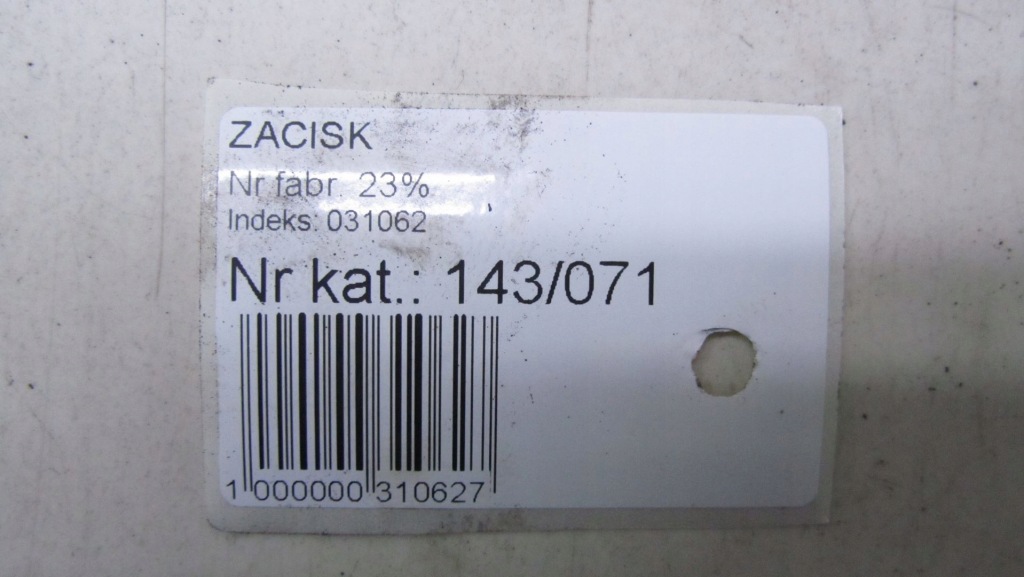 ZACISK
Nr fabr. 23%
Indeks: 031062
Nr kat.: 143/071
1 000000 310627